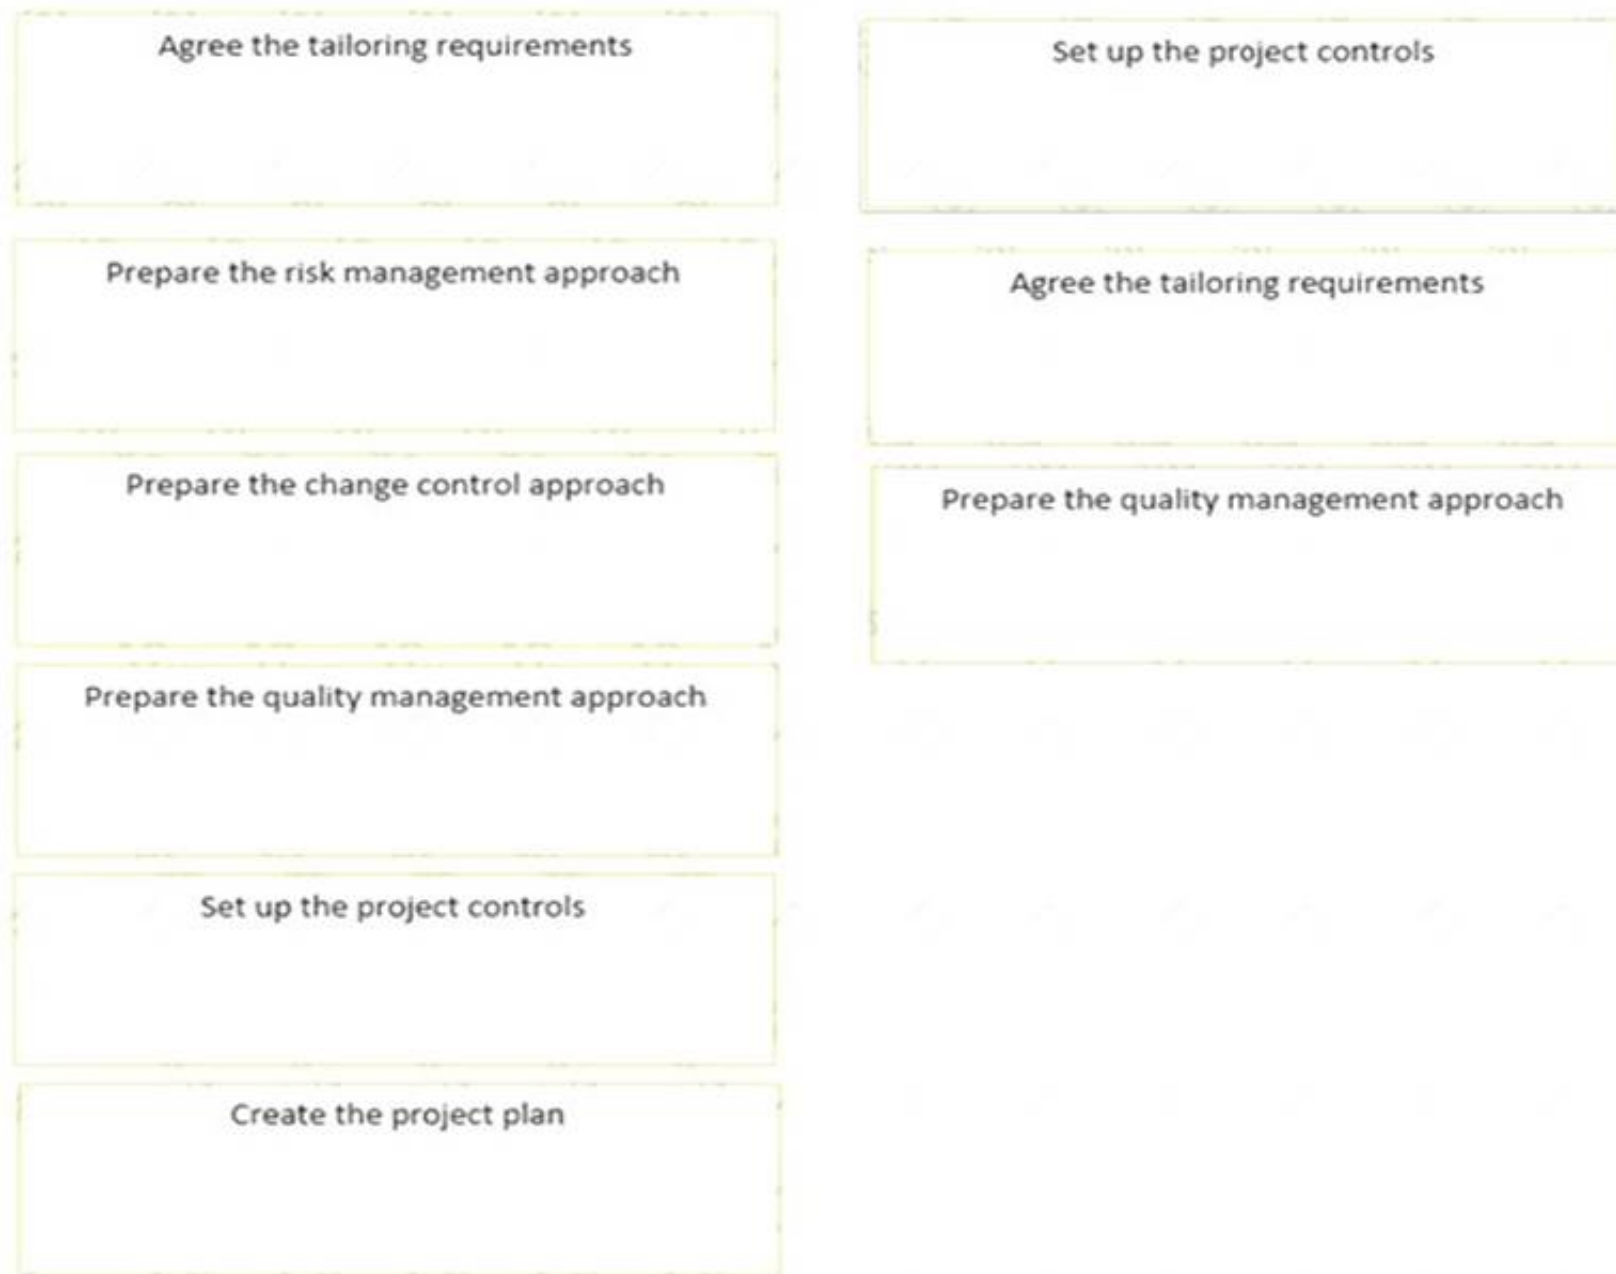 Agree the tailoring requirements
Prepare the risk management approach
Prepare the change control approach
Prepare the quality management approach
Set up the project controls
Create the project plan
Set up the project controls
Agree the tailoring requirements
Prepare the quality management approach